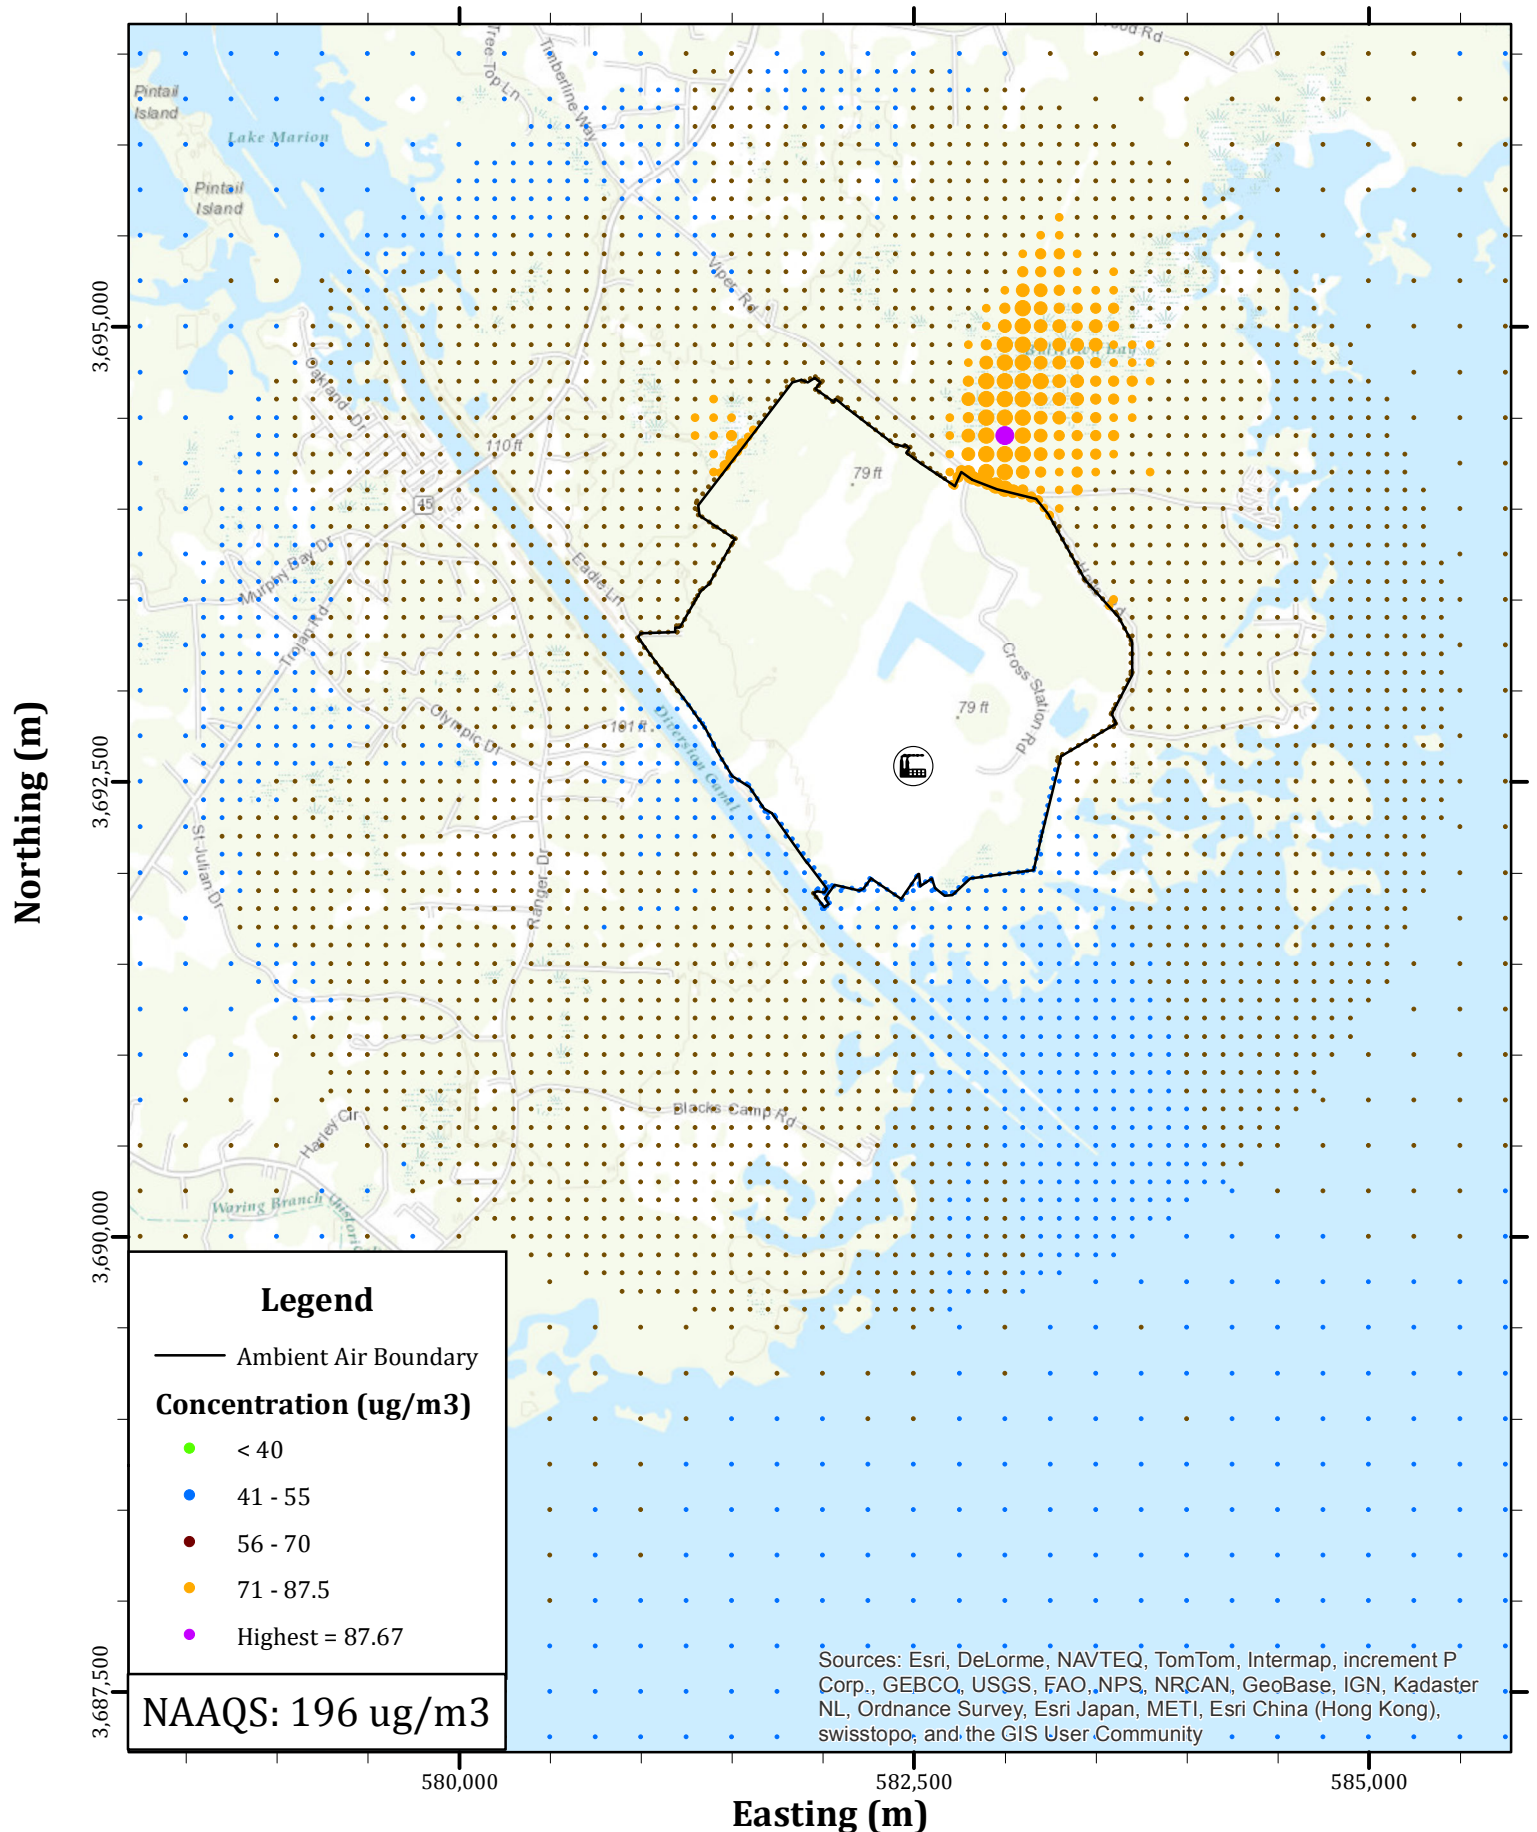 Tree Top Ln
Timberline Way
ood Rd
Pintail
Island
Lake Marion
Pintail
Island
Viper Rd
3,695,000
Bullstown Bay
Oakland Dr
110 ft
79 ft
45
Murphy Bay Dr
Eadie Ln
Trojan Rd
Cross Station Rd
Olympic Dr
101 ft
Diversion Canal
79 ft
Northing (m)
3,692,500
St Julian Dr
Ranger Dr
Blacks Camp Rd
Harley Cir
Waring Branch (historical)
3,690,000
Legend
Ambient Air Boundary
Concentration (ug/m3)
< 40
41 - 55
56 - 70
71 - 87.5
Highest = 87.67
NAAQS: 196 ug/m3
3,687,500
Sources: Esri, DeLorme, NAVTEQ, TomTom, Intermap, increment P
Corp., GEBCO, USGS, FAO, NPS, NRCAN, GeoBase, IGN, Kadaster
NL, Ordnance Survey, Esri Japan, METI, Esri China (Hong Kong),
swisstopo, and the GIS User Community
580,000
582,500
585,000
Easting (m)